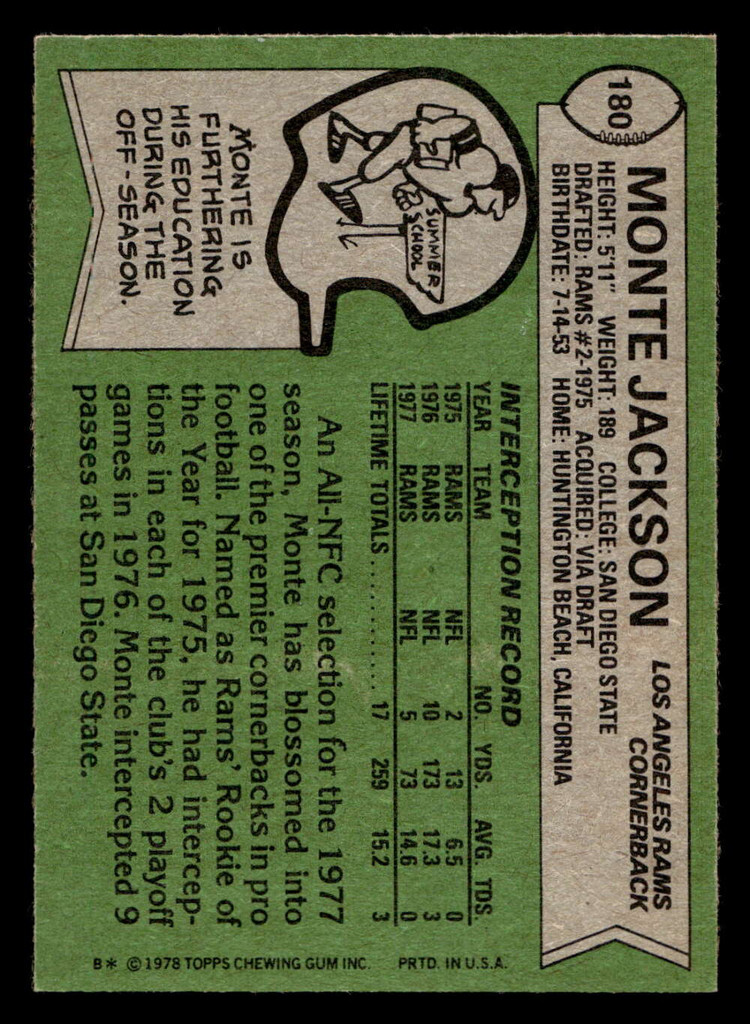 180
MONTE JACKSON
LOS ANGELES RAMS
CORNERBACK
HEIGHT: 5'11" WEIGHT: 189 COLLEGE: SAN DIEGO STATE
DRAFTED: RAMS #2-1975 ACQUIRED: VIA DRAFT
BIRTHDATE: 7-14-53 HOME: HUNTINGTON BEACH, CALIFORNIA
SUMMER
SCHOOL
MONTE IS
FURTHERING
HIS EDUCATION
DURING THE
OFF-SEASON.
INTERCEPTION RECORD
YEAR TEAM NO. YDS. AVG. TDS.
1975 RAMS NFL 2 13 6.5 0
1976 RAMS NFL 10 173 17.3 3
1977 RAMS NFL 5 73 14.6 0
LIFETIME TOTALS.......... 17 259 15.2 3
An All-NFC selection for the 1977
season, Monte has blossomed into
one of the premier cornerbacks in pro
football. Named as Rams' Rookie of
the Year for 1975, he had intercep-
tions in each of the club's 2 playoff
games in 1976. Monte intercepted 9
passes at San Diego State.
B* © 1978 TOPPS CHEWING GUM INC. PRTD. IN U.S.A.